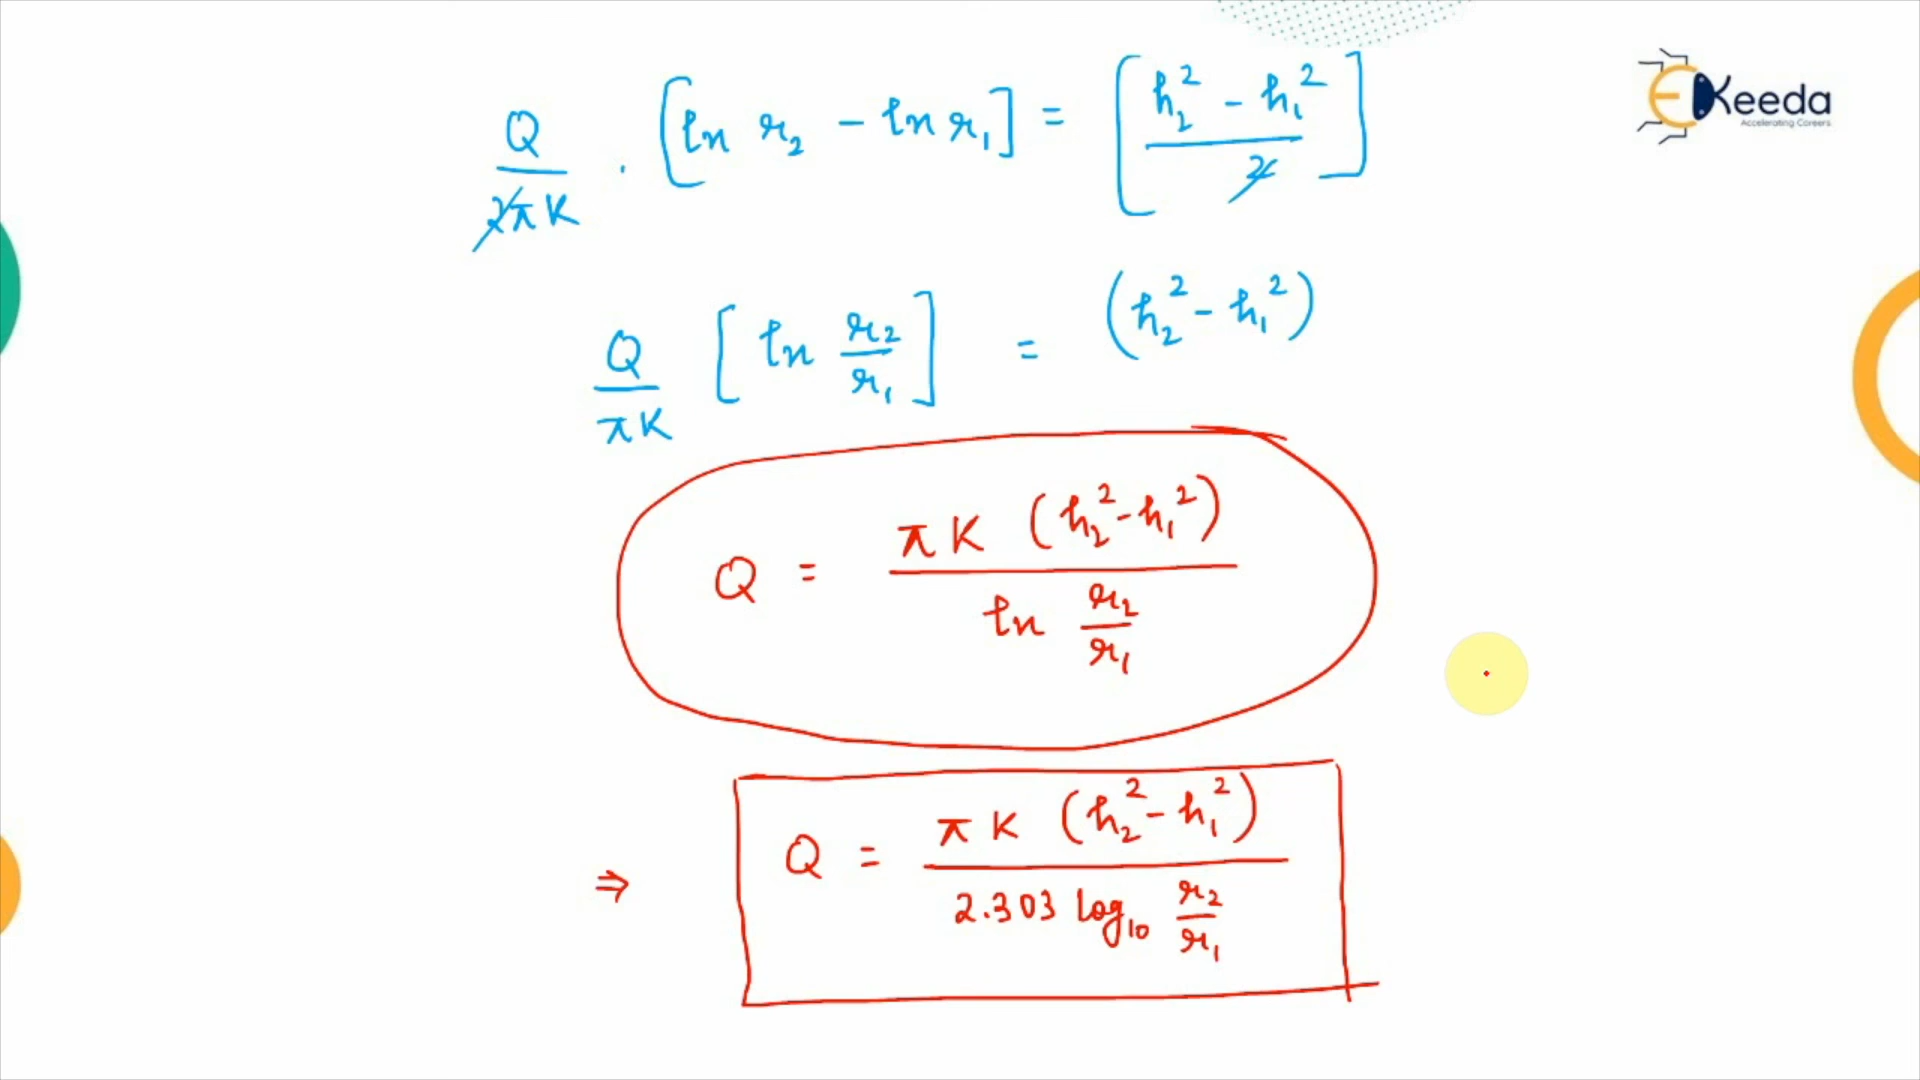 EKeeda
Accelerating Careers
Q/2πK . [ln r₂ - ln r₁] = [h₂² - h₁² / 2]
Q/πK [ln r₂/r₁] = (h₂² - h₁²)
Q = πK (h₂² - h₁²) / ln r₂/r₁
⇒ Q = πK (h₂² - h₁²) / 2.303 log₁₀ r₂/r₁